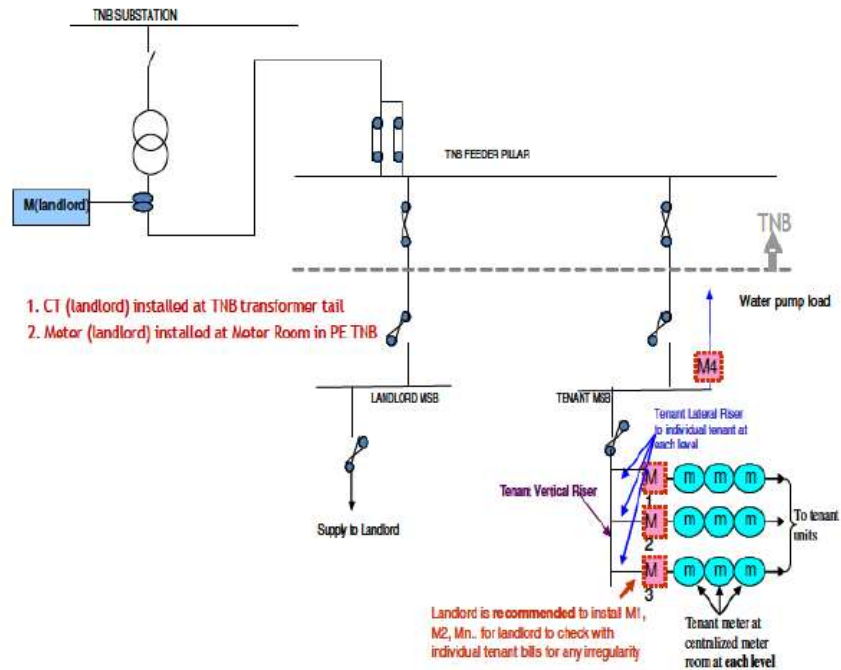 TNB SUBSTATION
M(landlord)
TNB FEEDER PILLAR
TNB
1. CT (landlord) installed at TNB transformer tail
2. Meter (landlord) installed at Meter Room in PE TNB
Water pump load
M4
LANDLORD MSB
TENANT MSB
Tenant Lateral Riser
to individual tenant at
each level
Tenant Vertical Riser
M
1
m m m
M
2
m m m
M
3
m m m
To tenant
units
Supply to Landlord
Landlord is recommended to install M1,
M2, Mn.. for landlord to check with
individual tenant bills for any irregularity
Tenant meter at
centralized meter
room at each level